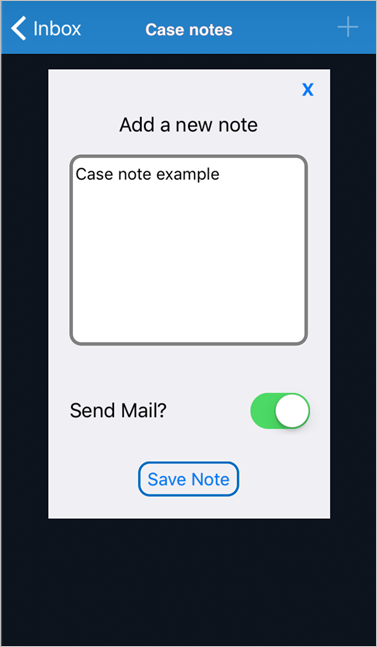 Inbox
Case notes
X
Add a new note
Case note example
Send Mail?
Save Note